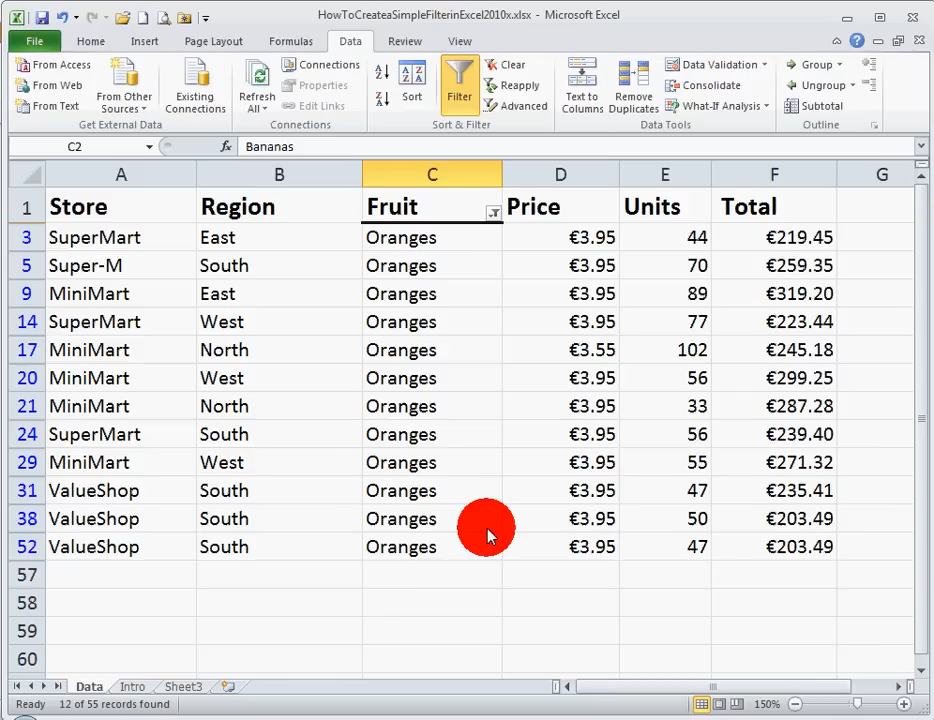 HowToCreateaSimpleFilterinExcel2010x.xlsx - Microsoft Excel
File Home Insert Page Layout Formulas Data Review View
From Access
From Web
From Text
From Other Sources
Existing Connections
Get External Data
Refresh All
Connections
Properties
Edit Links
Connections
Sort
Filter
Clear
Reapply
Advanced
Sort & Filter
Text to Columns
Remove Duplicates
Data Validation
Consolidate
What-If Analysis
Data Tools
Group
Ungroup
Subtotal
Outline
C2 fx Bananas
A B C D E F G
1 Store Region Fruit Price Units Total
3 SuperMart East Oranges €3.95 44 €219.45
5 Super-M South Oranges €3.95 70 €259.35
9 MiniMart East Oranges €3.95 89 €319.20
14 SuperMart West Oranges €3.95 77 €223.44
17 MiniMart North Oranges €3.55 102 €245.18
20 MiniMart West Oranges €3.95 56 €299.25
21 MiniMart North Oranges €3.95 33 €287.28
24 SuperMart South Oranges €3.95 56 €239.40
29 MiniMart West Oranges €3.95 55 €271.32
31 ValueShop South Oranges €3.95 47 €235.41
38 ValueShop South Oranges €3.95 50 €203.49
52 ValueShop South Oranges €3.95 47 €203.49
57
58
59
60
Data Intro Sheet3
Ready 12 of 55 records found 150%